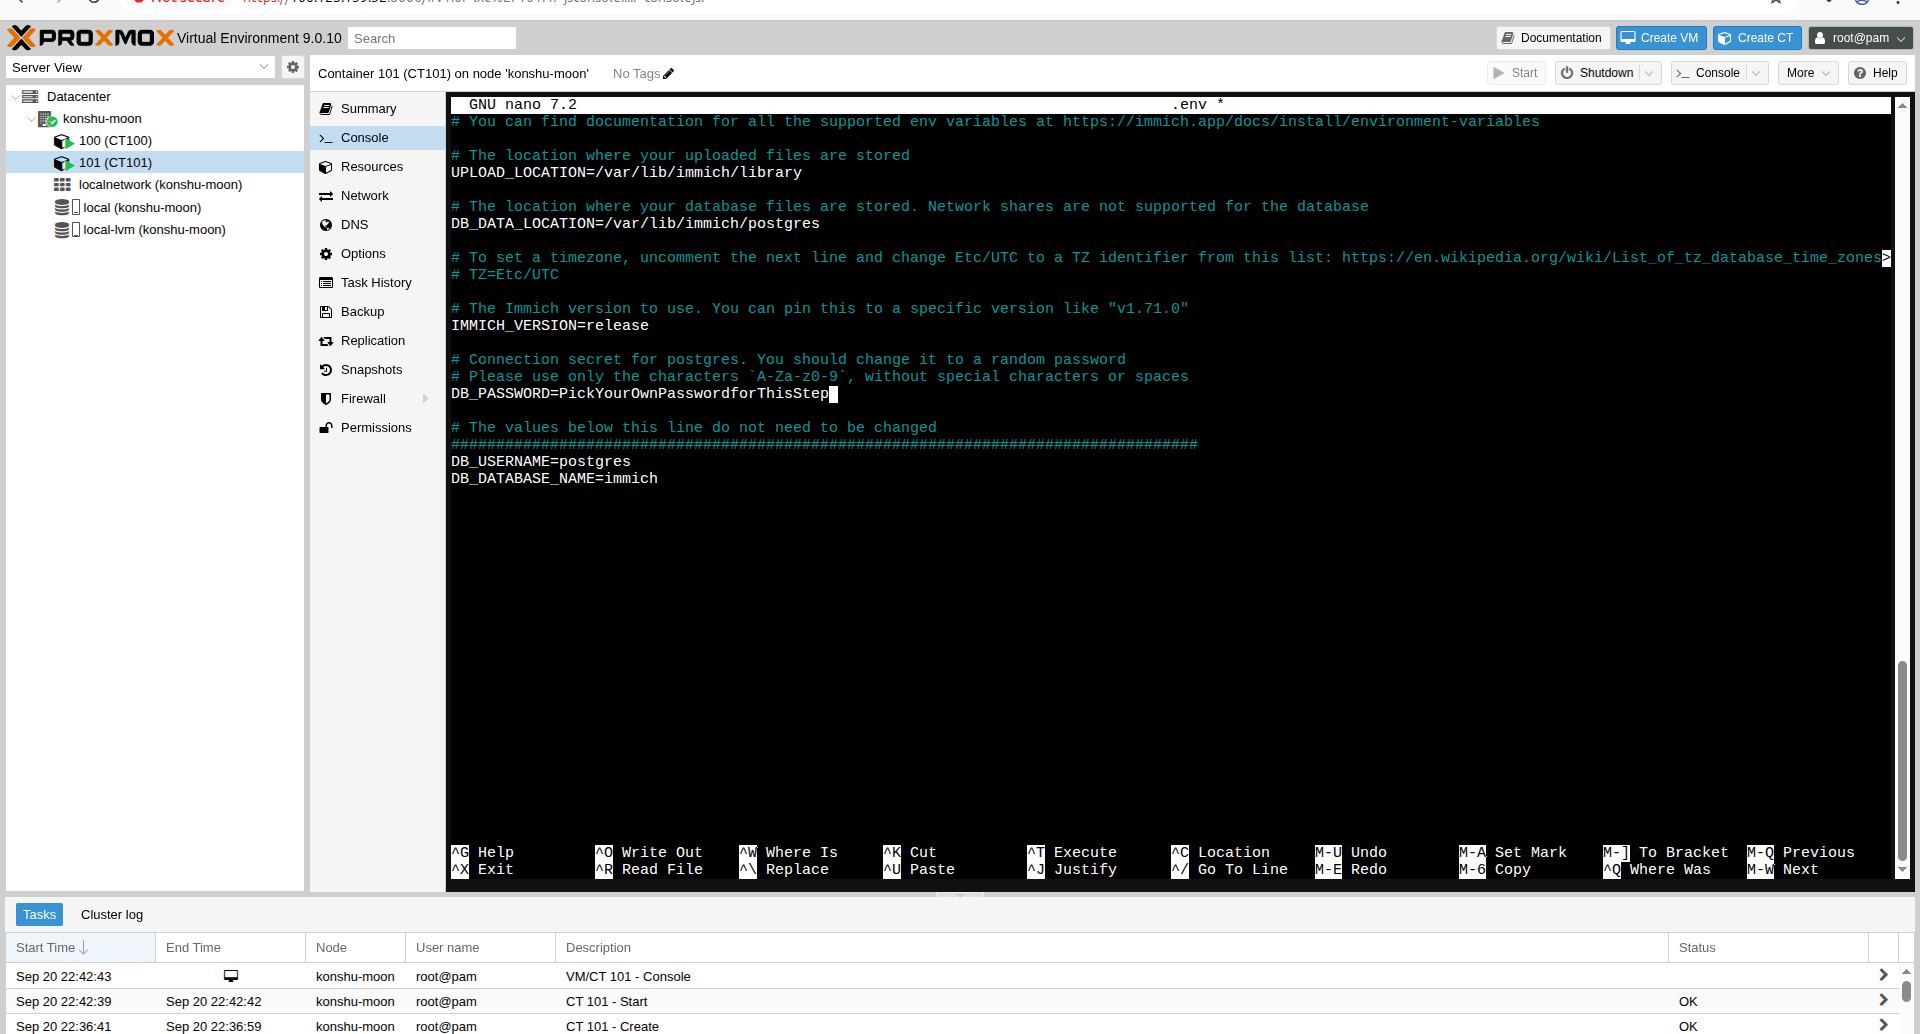 PROXMOX Virtual Environment 9.0.10 Search Documentation Create VM Create CT root@pam
Server View
Container 101 (CT101) on node 'konshu-moon' No Tags Start Shutdown Console More Help
Datacenter
konshu-moon
100 (CT100)
101 (CT101)
localnetwork (konshu-moon)
local (konshu-moon)
local-lvm (konshu-moon)
Summary
Console
Resources
Network
DNS
Options
Task History
Backup
Replication
Snapshots
Firewall
Permissions
GNU nano 7.2 .env *
# You can find documentation for all the supported env variables at https://immich.app/docs/install/environment-variables
# The location where your uploaded files are stored
UPLOAD_LOCATION=/var/lib/immich/library
# The location where your database files are stored. Network shares are not supported for the database
DB_DATA_LOCATION=/var/lib/immich/postgres
# To set a timezone, uncomment the next line and change Etc/UTC to a TZ identifier from this list: https://en.wikipedia.org/wiki/List_of_tz_database_time_zones>
# TZ=Etc/UTC
# The Immich version to use. You can pin this to a specific version like "v1.71.0"
IMMICH_VERSION=release
# Connection secret for postgres. You should change it to a random password
# Please use only the characters `A-Za-z0-9`, without special characters or spaces
DB_PASSWORD=PickYourOwnPasswordforThisStep
# The values below this line do not need to be changed
###################################################################################
DB_USERNAME=postgres
DB_DATABASE_NAME=immich
^G Help ^O Write Out ^W Where Is ^K Cut ^T Execute ^C Location M-U Undo M-A Set Mark M-] To Bracket M-Q Previous
^X Exit ^R Read File ^\ Replace ^U Paste ^J Justify ^/ Go To Line M-E Redo M-6 Copy ^Q Where Was M-W Next
Tasks Cluster log
Start Time End Time Node User name Description Status
Sep 20 22:42:43 konshu-moon root@pam VM/CT 101 - Console
Sep 20 22:42:39 Sep 20 22:42:42 konshu-moon root@pam CT 101 - Start OK
Sep 20 22:36:41 Sep 20 22:36:59 konshu-moon root@pam CT 101 - Create OK